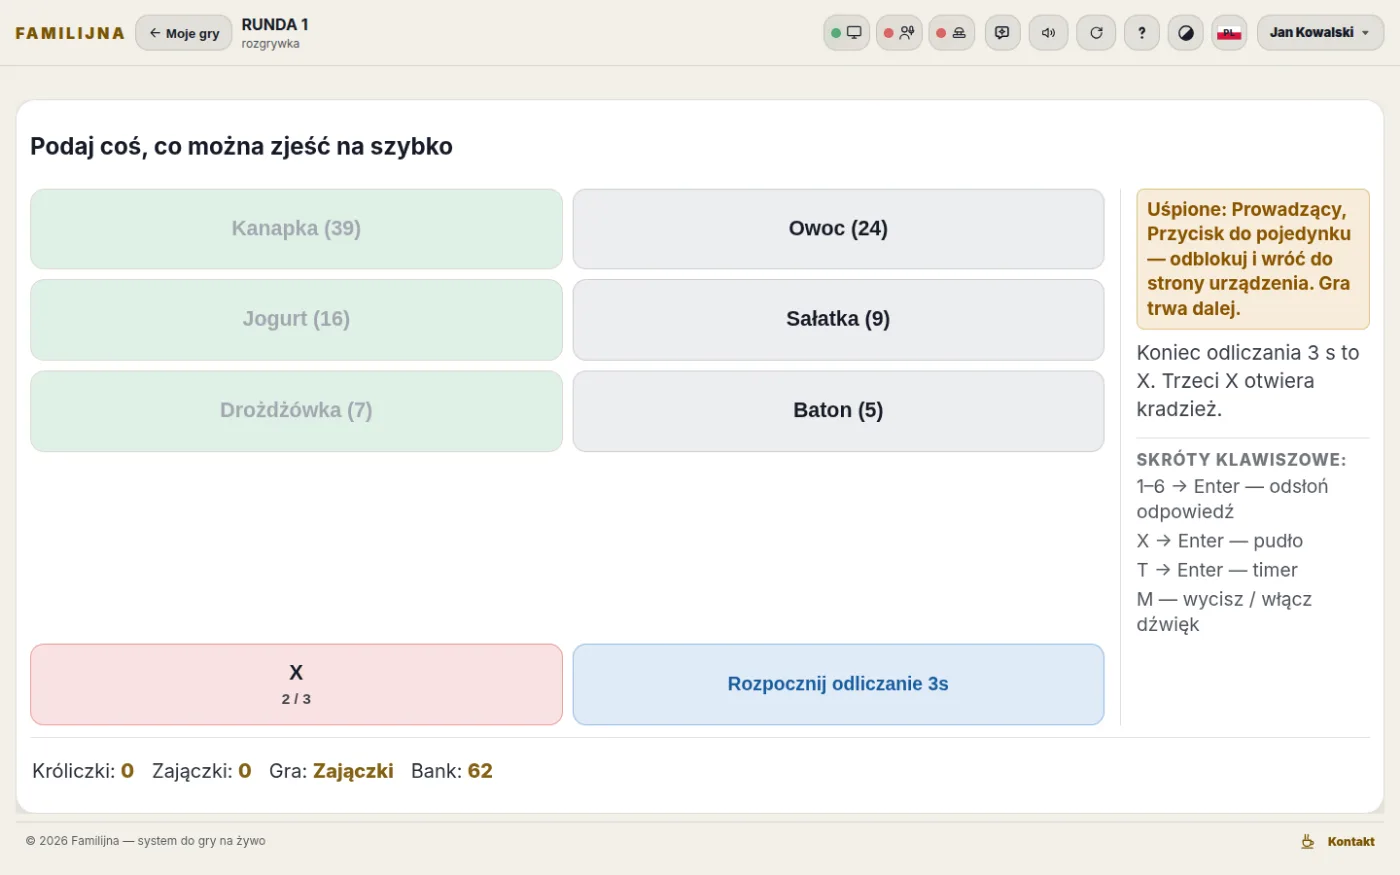 FAMILIJNA
← Moje gry
RUNDA 1
rozgrywka
?
PL
Jan Kowalski
Podaj coś, co można zjeść na szybko
Kanapka (39)
Owoc (24)
Jogurt (16)
Sałatka (9)
Drożdżówka (7)
Baton (5)
X
2 / 3
Rozpocznij odliczanie 3s
Uśpione: Prowadzący,
Przycisk do pojedynku
— odblokuj i wróć do
strony urządzenia. Gra
trwa dalej.
Koniec odliczania 3 s to
X. Trzeci X otwiera
kradzież.
SKRÓTY KLAWISZOWE:
1–6 → Enter — odsłoń
odpowiedź
X → Enter — pudło
T → Enter — timer
M — wycisz / włącz
dźwięk
Króliczki: 0 Zajączki: 0 Gra: Zajączki Bank: 62
© 2026 Familijna — system do gry na żywo
Kontakt